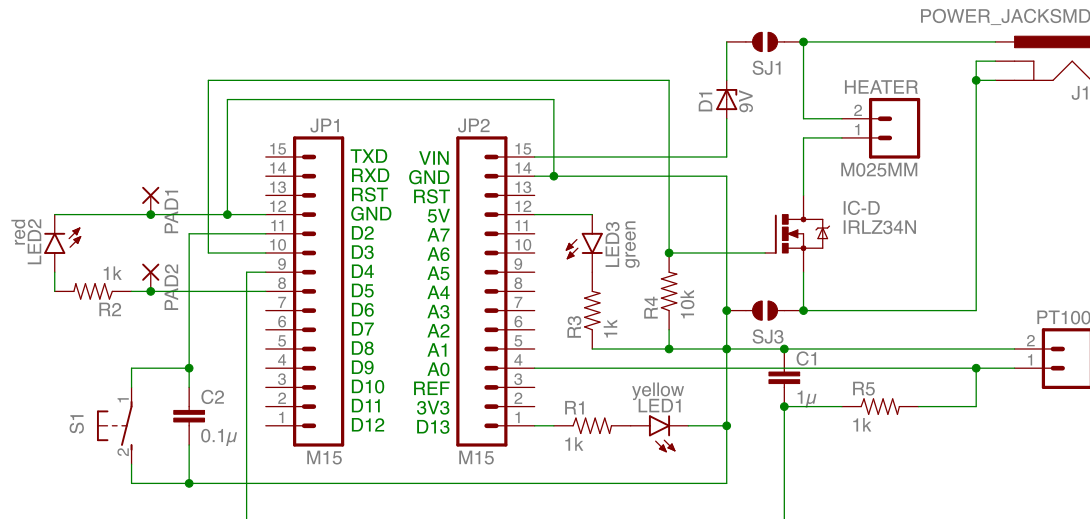 POWER_JACKSMD
SJ1
J1
D1
9V
HEATER
2
1
M025MM
JP1
JP2
15 TXD VIN 15
14 RXD GND 14
13 RST RST 13
12 GND 5V 12
11 D2 A7 11
10 D3 A6 10
9 D4 A5 9
8 D5 A4 8
7 D6 A3 7
6 D7 A2 6
5 D8 A1 5
4 D9 A0 4
3 D10 REF 3
2 D11 3V3 2
1 D12 D13 1
M15
M15
red
LED2
PAD1
PAD2
1k
R2
IC-D
IRLZ34N
LED3
green
R3
1k
R4
10k
SJ3
PT100
2
1
C1
1µ
R5
1k
yellow
LED1
R1
1k
S1
1
2
C2
0.1µ